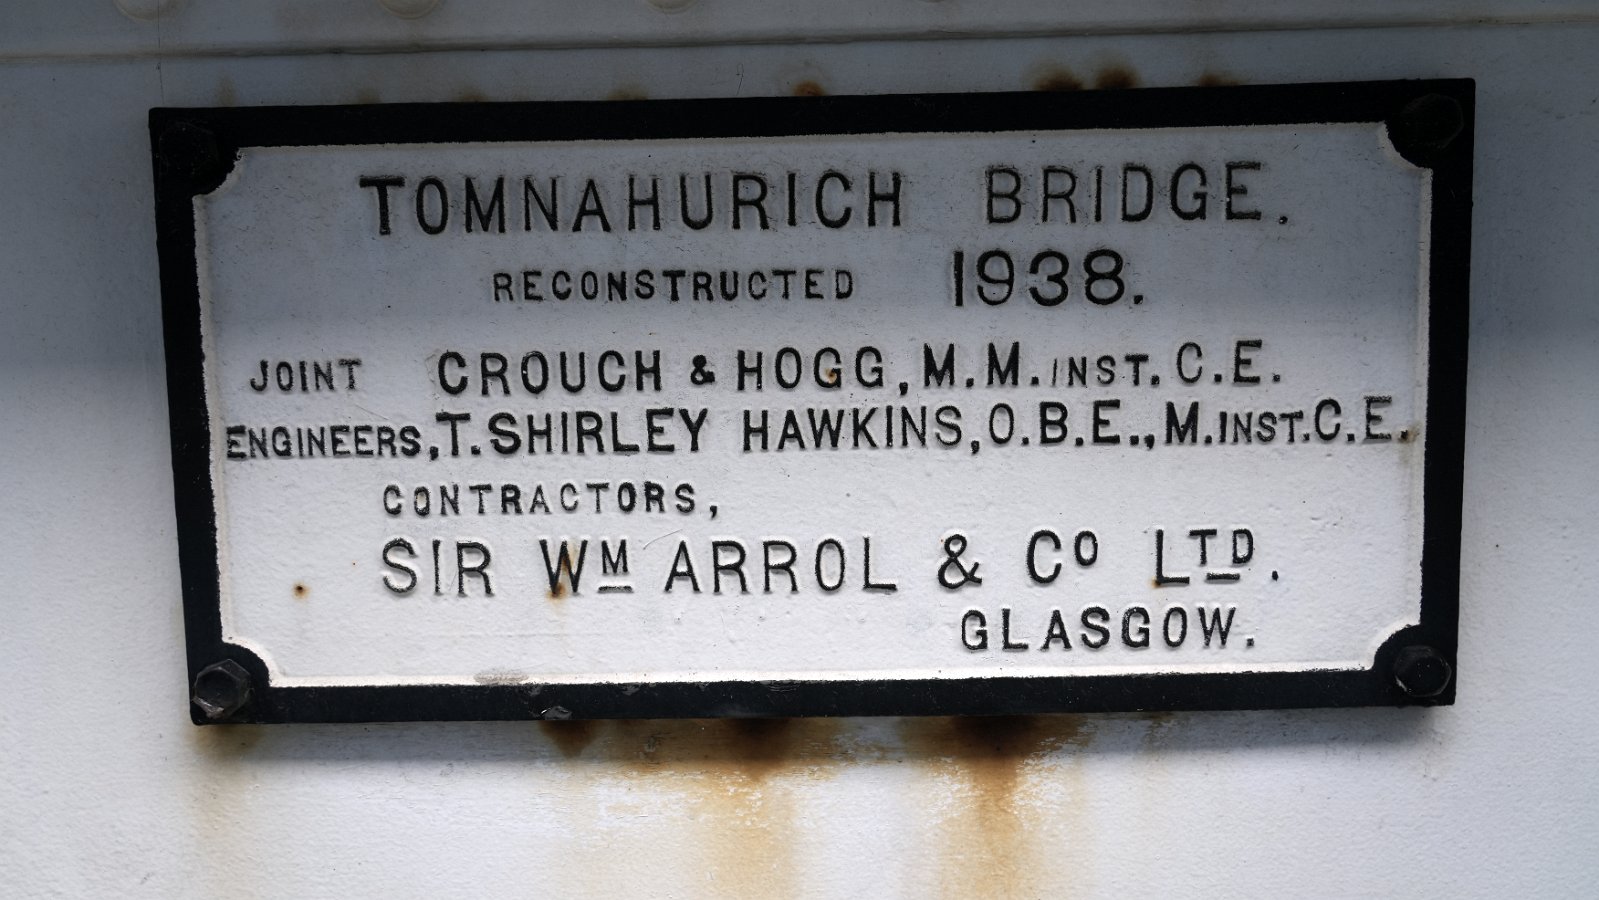 TOMNAHURICH BRIDGE.
RECONSTRUCTED 1938.
JOINT CROUCH & HOGG, M.M.INST.C.E.
ENGINEERS, T. SHIRLEY HAWKINS, O.B.E., M.INST.C.E.
CONTRACTORS,
SIR WM ARROL & CO LTD.
GLASGOW.